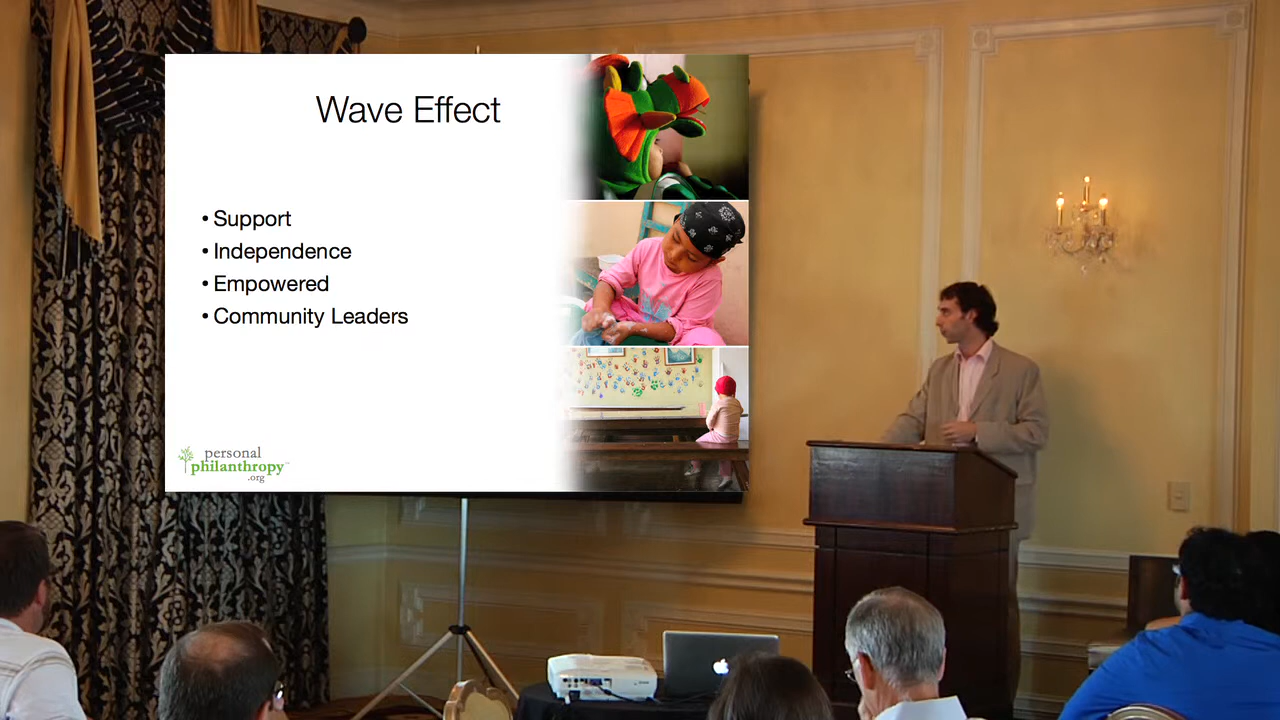 Wave Effect
• Support
• Independence
• Empowered
• Community Leaders
personal
philanthropy
.org